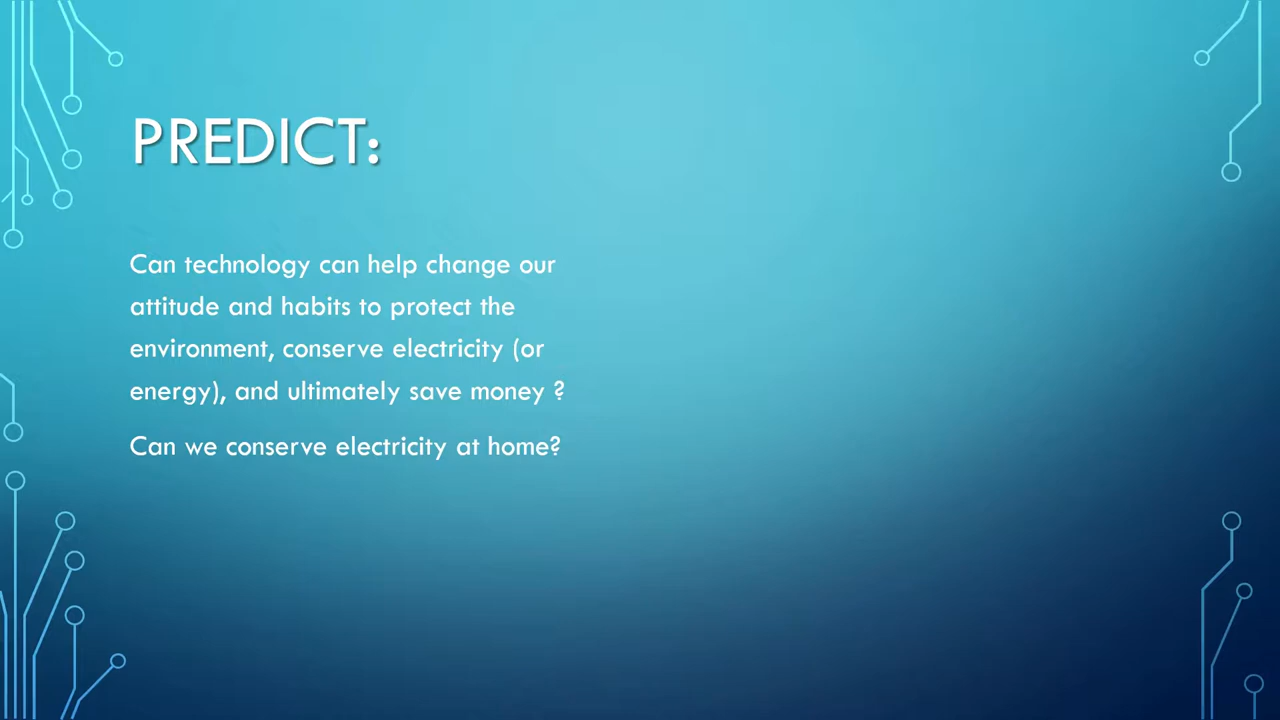 PREDICT:
Can technology can help change our
attitude and habits to protect the
environment, conserve electricity (or
energy), and ultimately save money ?
Can we conserve electricity at home?